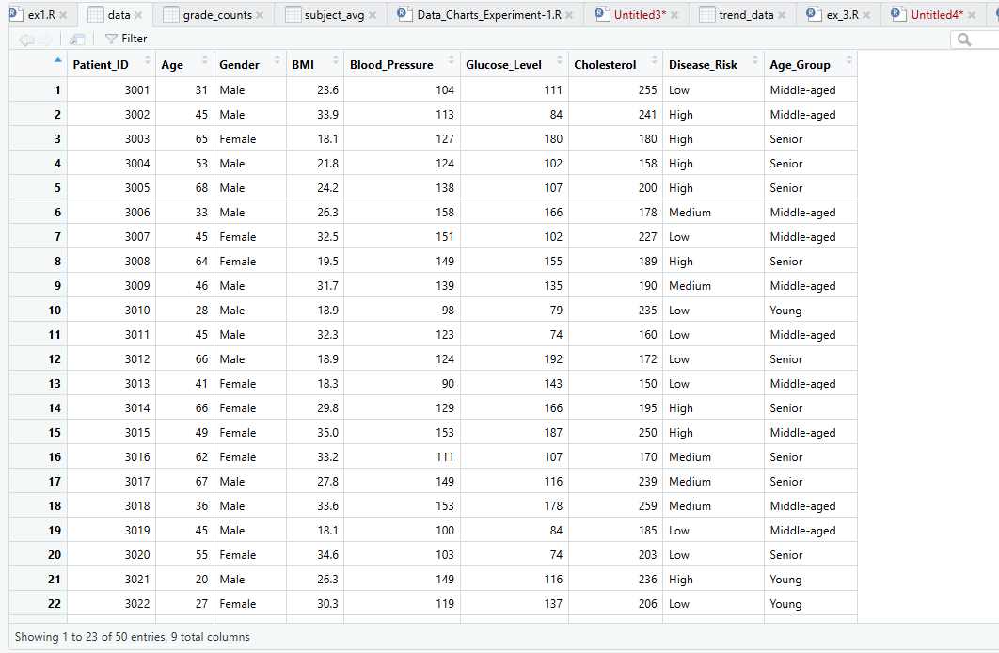 ex1.R data grade_counts subject_avg Data_Charts_Experiment-1.R Untitled3* trend_data ex_3.R Untitled4*
Filter
Patient_ID Age Gender BMI Blood_Pressure Glucose_Level Cholesterol Disease_Risk Age_Group
1 3001 31 Male 23.6 104 111 255 Low Middle-aged
2 3002 45 Male 33.9 113 84 241 High Middle-aged
3 3003 65 Female 18.1 127 180 180 High Senior
4 3004 53 Male 21.8 124 102 158 High Senior
5 3005 68 Male 24.2 138 107 200 High Senior
6 3006 33 Male 26.3 158 166 178 Medium Middle-aged
7 3007 45 Female 32.5 151 102 227 Low Middle-aged
8 3008 64 Female 19.5 149 155 189 High Senior
9 3009 46 Male 31.7 139 135 190 Medium Middle-aged
10 3010 28 Male 18.9 98 79 235 Low Young
11 3011 45 Male 32.3 123 74 160 Low Middle-aged
12 3012 66 Male 18.9 124 192 172 Low Senior
13 3013 41 Female 18.3 90 143 150 Low Middle-aged
14 3014 66 Female 29.8 129 166 195 High Senior
15 3015 49 Female 35.0 153 187 250 High Middle-aged
16 3016 62 Female 33.2 111 107 170 Medium Senior
17 3017 67 Male 27.8 149 116 239 Medium Senior
18 3018 36 Male 33.6 153 178 259 Medium Middle-aged
19 3019 45 Male 18.1 100 84 185 Low Middle-aged
20 3020 55 Female 34.6 103 74 203 Low Senior
21 3021 20 Male 26.3 149 116 236 High Young
22 3022 27 Female 30.3 119 137 206 Low Young
Showing 1 to 23 of 50 entries, 9 total columns